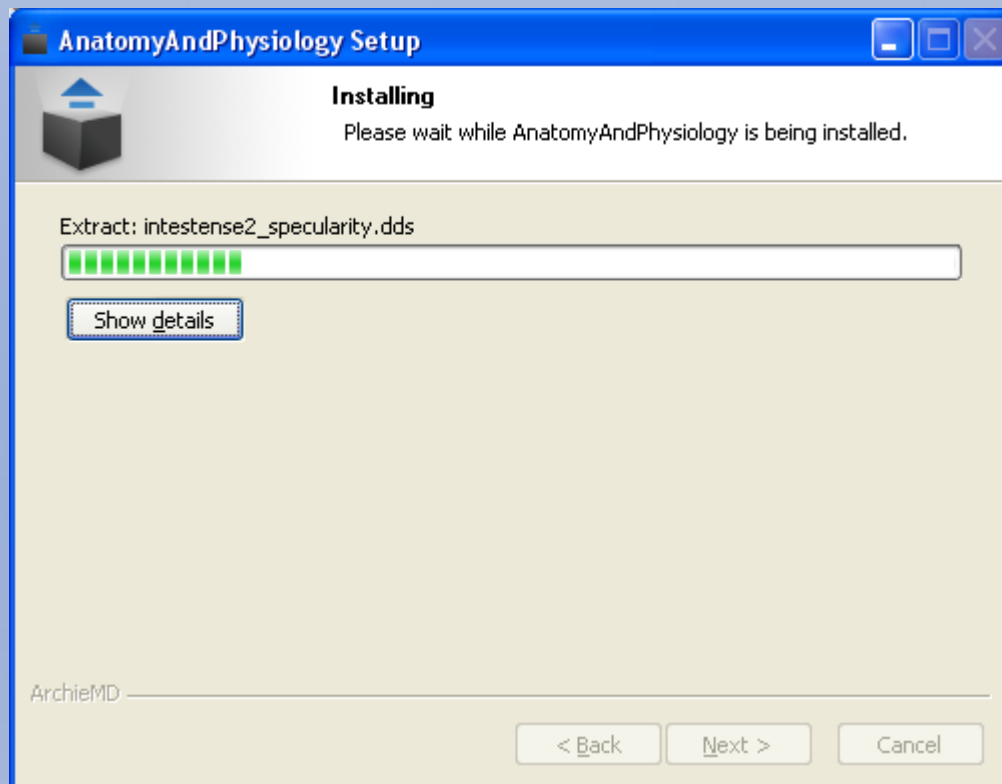 AnatomyAndPhysiology Setup
Installing
Please wait while AnatomyAndPhysiology is being installed.
Extract: intestense2_specularity.dds
Show details
ArchieMD
< Back
Next >
Cancel